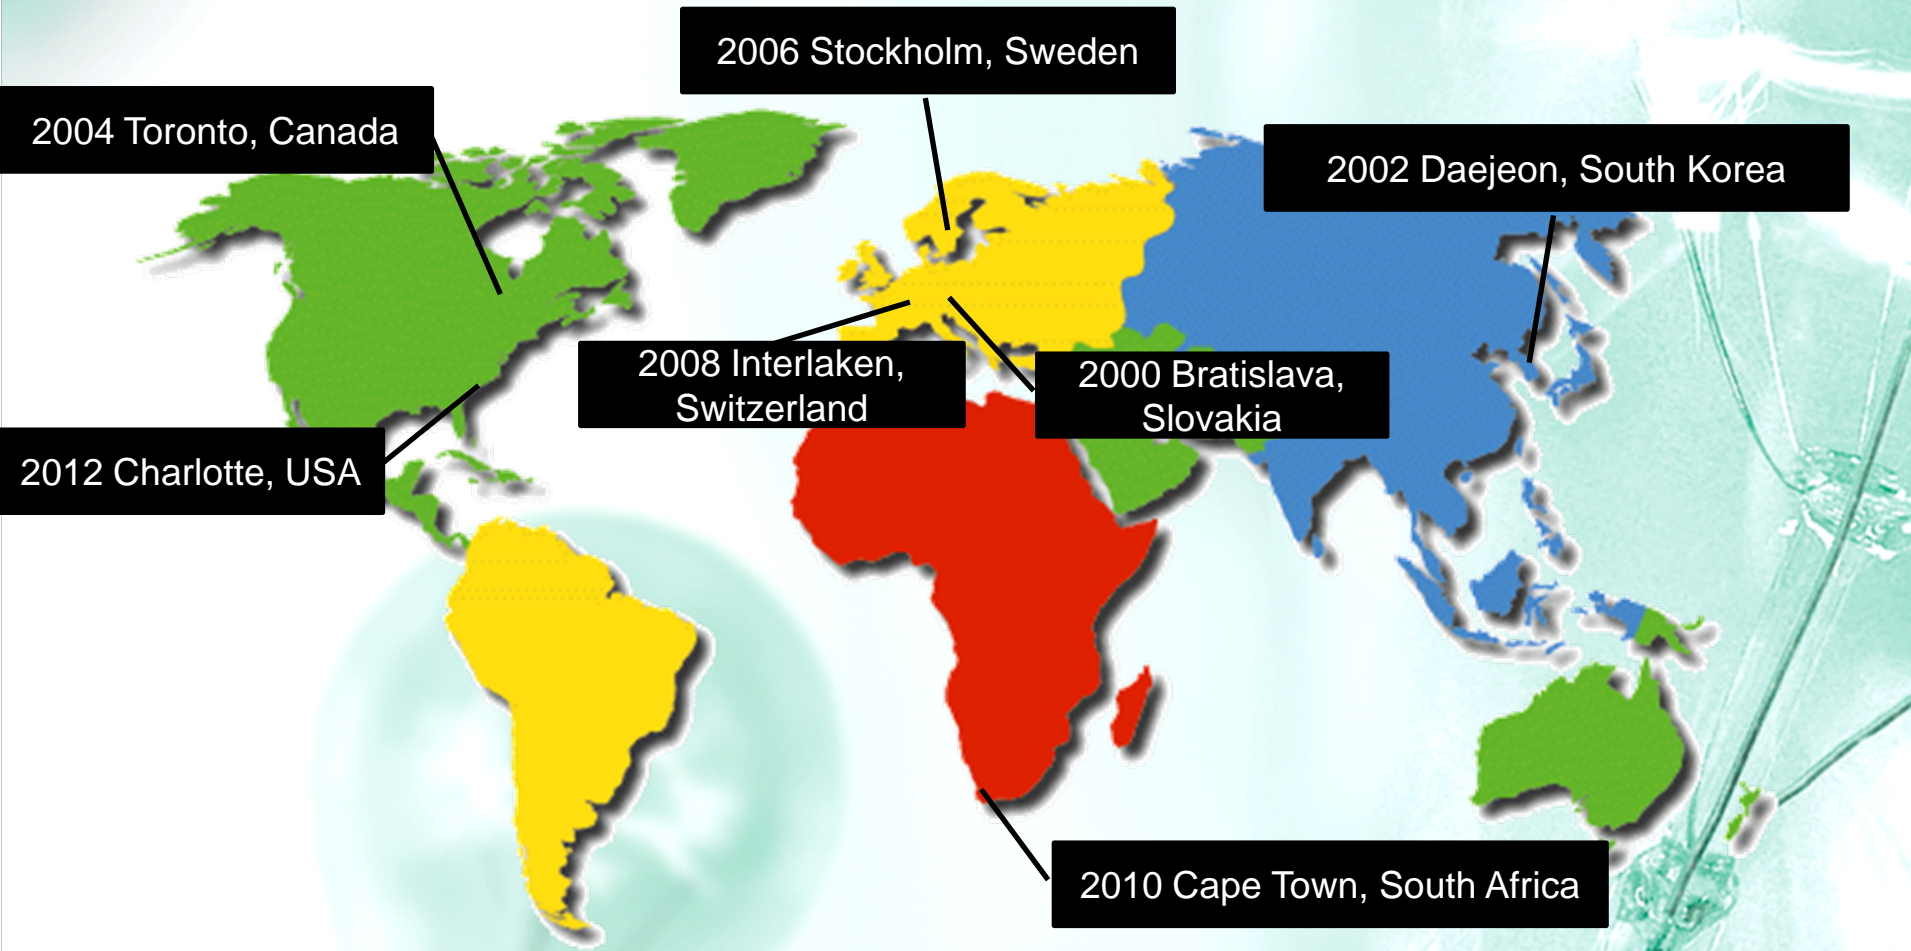 2006 Stockholm, Sweden
2004 Toronto, Canada
2002 Daejeon, South Korea
2008 Interlaken,
Switzerland
2000 Bratislava,
Slovakia
2012 Charlotte, USA
2010 Cape Town, South Africa